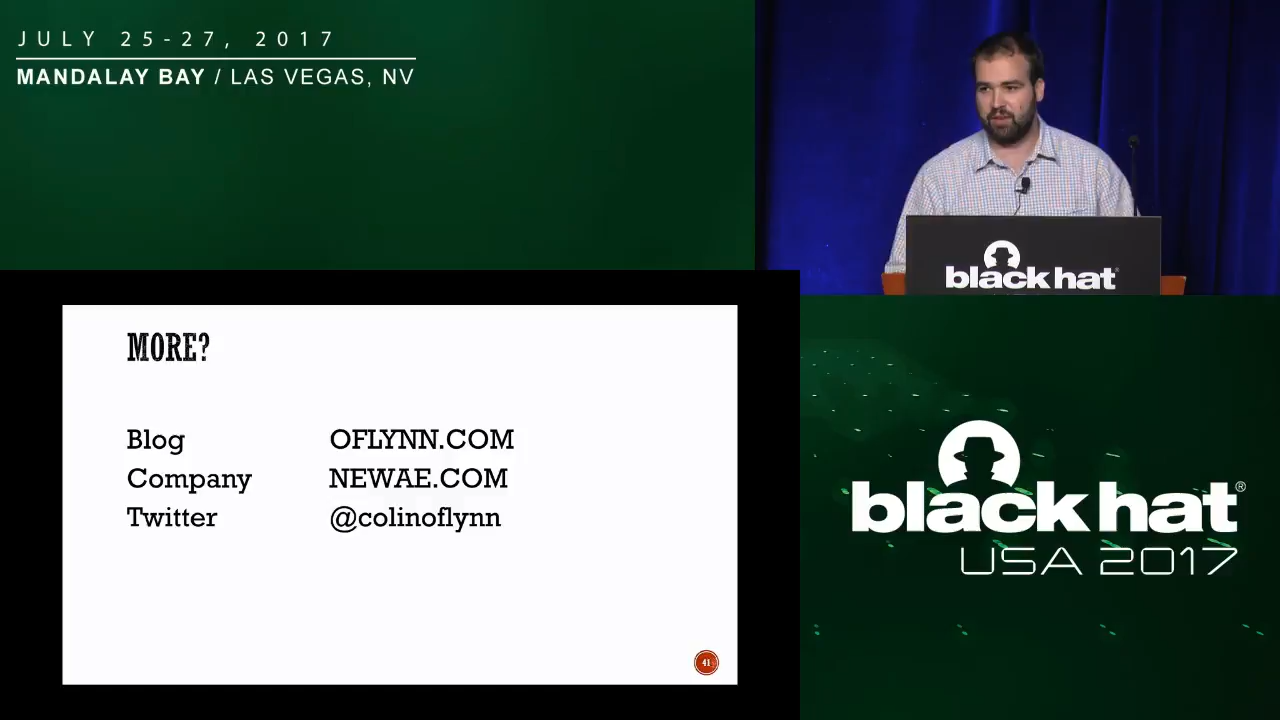 JULY 25-27, 2017
MANDALAY BAY / LAS VEGAS, NV
black hat
MORE?
Blog OFLYNN.COM
Company NEWAE.COM
Twitter @colinoflynn
41
black hat®
USA 2017